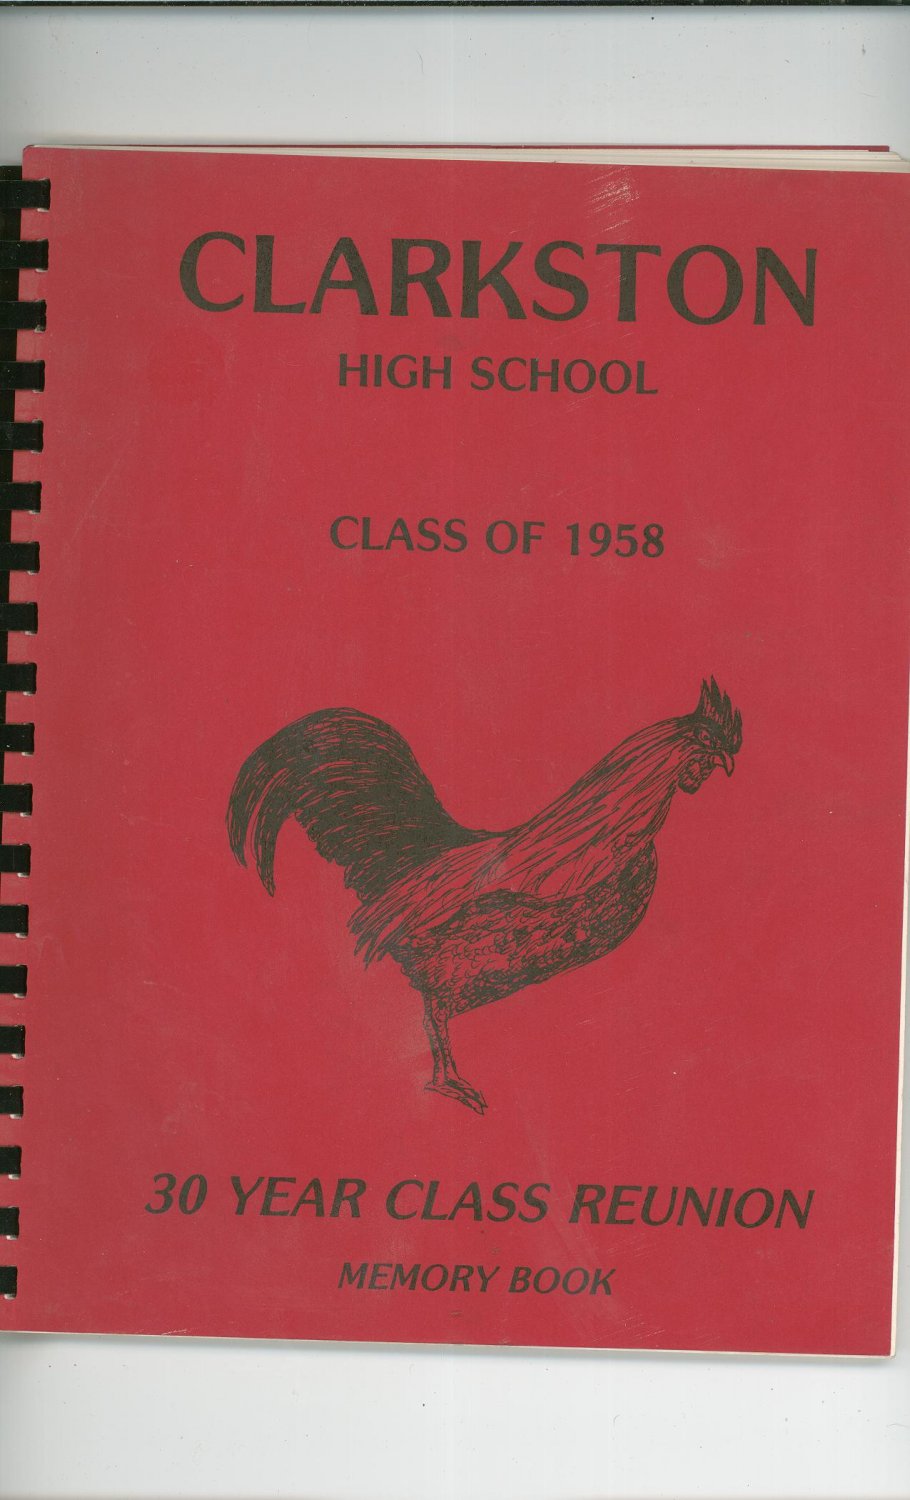 CLARKSTON
HIGH SCHOOL
CLASS OF 1958
30 YEAR CLASS REUNION
MEMORY BOOK